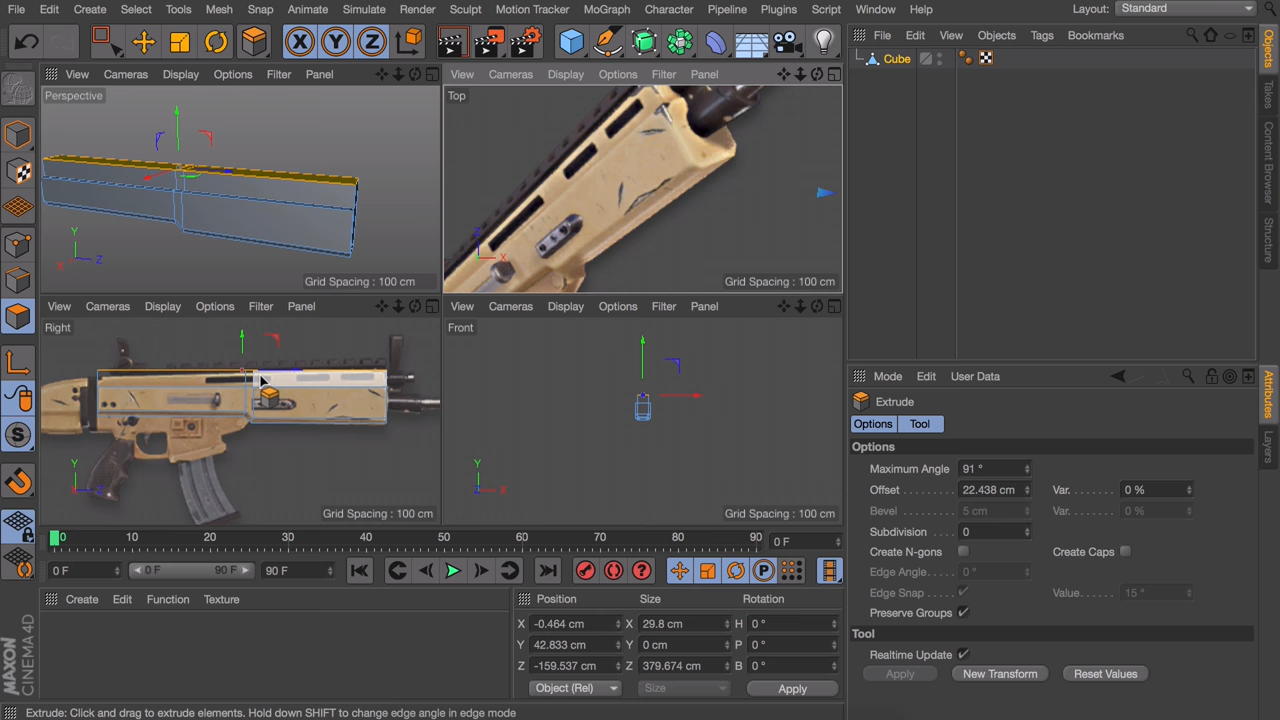 File Edit Create Select Tools Mesh Snap Animate Simulate Render Sculpt Motion Tracker MoGraph Character Pipeline Plugins Script Window Help Layout: Standard
X Y Z
File Edit View Objects Tags Bookmarks
Cube
Objects
Takes
Content Browser
Structure
View Cameras Display Options Filter Panel
Perspective
Y
X Z
Grid Spacing : 100 cm
View Cameras Display Options Filter Panel
Top
Z
X
Grid Spacing : 100 cm
View Cameras Display Options Filter Panel
Right
Y
Z
Grid Spacing : 100 cm
View Cameras Display Options Filter Panel
Front
Y
X
Grid Spacing : 100 cm
Mode Edit User Data
Extrude
Options Tool
Options
Maximum Angle 91 °
Offset . . . . . . . . 22.438 cm Var. . . . . . . . . 0 %
Bevel . . . . . . . . . 5 cm Var. . . . . . . . . 0 %
Subdivision . . . 0
Create N-gons Create Caps
Edge Angle. . . . 0 °
Edge Snap . . . . Value. . . . . . 15 °
Preserve Groups
Tool
Realtime Update
Apply New Transform Reset Values
Attributes
Layers
0 10 20 30 40 50 60 70 80 90 0 F
0 F 0 F 90 F 90 F
P
Create Edit Function Texture
Position Size Rotation
X -0.464 cm X 29.8 cm H 0 °
Y 42.833 cm Y 0 cm P 0 °
Z -159.537 cm Z 379.674 cm B 0 °
Object (Rel) Size Apply
MAXON
CINEMA 4D
S
Extrude: Click and drag to extrude elements. Hold down SHIFT to change edge angle in edge mode